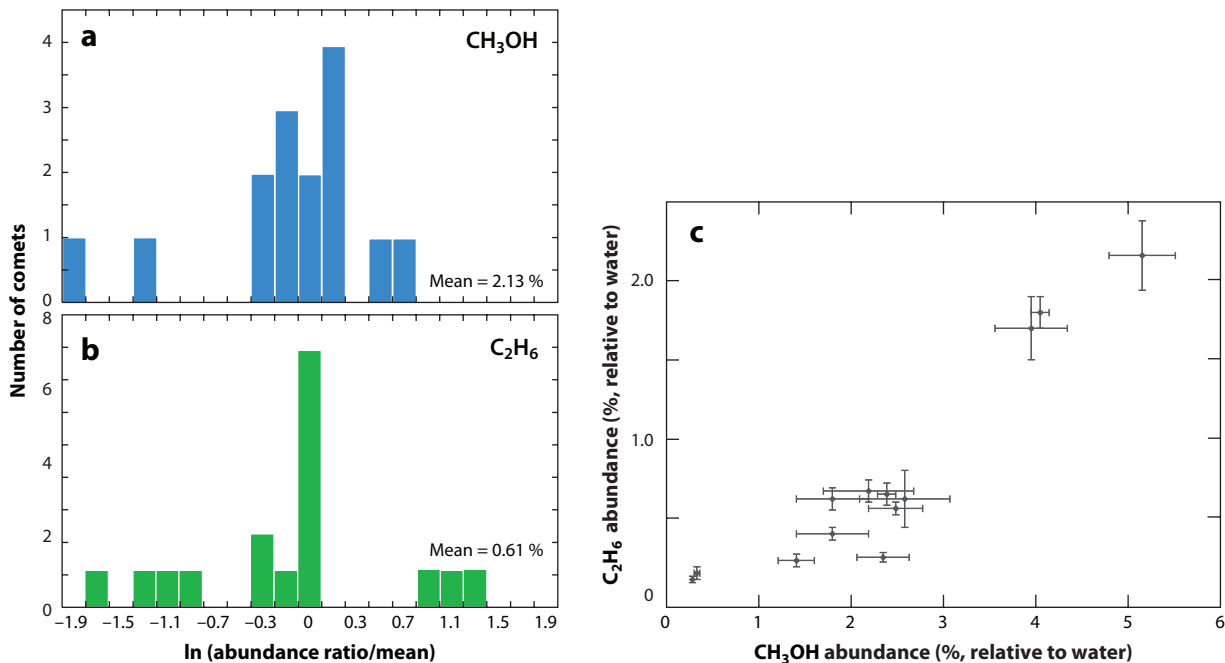 a
CH₃OH
4
3
2
1
0
Mean = 2.13 %
Number of comets
b
C₂H₆
8
6
4
2
0
Mean = 0.61 %
−1.9 −1.5 −1.1 −0.7 −0.3 0 0.3 0.7 1.1 1.5 1.9
ln (abundance ratio/mean)
c
C₂H₆ abundance (%, relative to water)
2.0
1.0
0
0 1 2 3 4 5 6
CH₃OH abundance (%, relative to water)